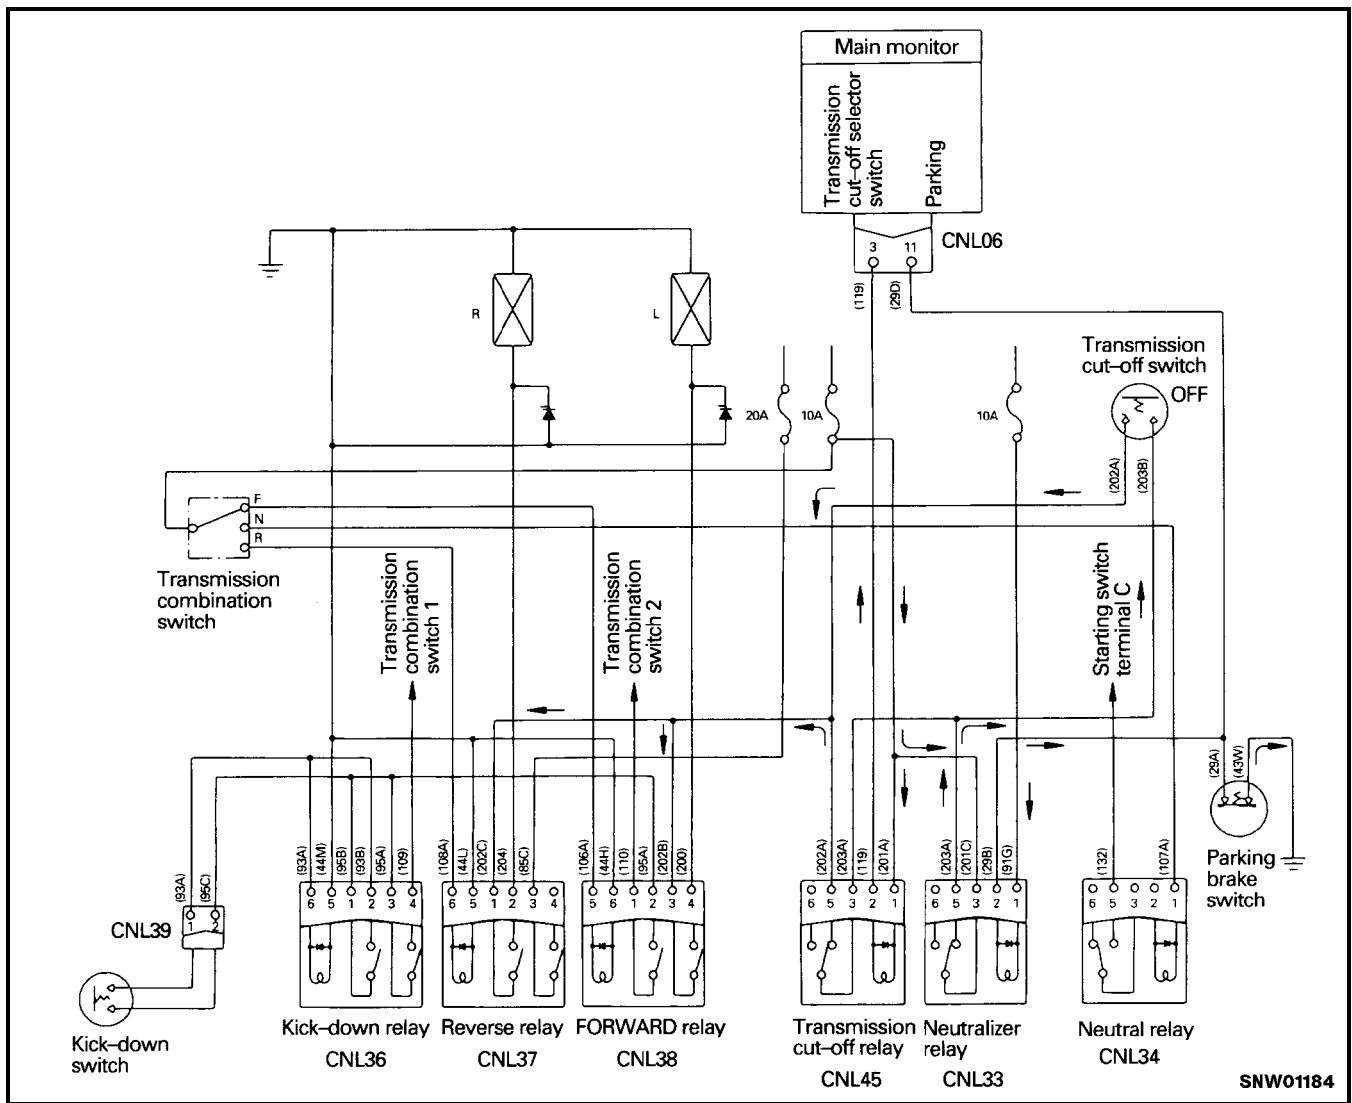 Main monitor
Transmission
cut–off selector
switch
Parking
CNL06
3
11
(119)
(29D)
R
L
20A
10A
10A
Transmission
cut–off switch
OFF
(202A)
(203B)
F
N
R
Transmission
combination
switch
Transmission
combination
switch 1
Transmission
combination
switch 2
Starting switch
terminal C
(29A)
(43W)
Parking
brake
switch
(93A)
(95C)
1
2
CNL39
Kick–down
switch
(93A)
(44M)
(95B)
(93B)
(95A)
(109)
6
5
1
2
3
4
Kick–down relay
CNL36
(108A)
(44L)
(202C)
(204)
(85C)
6
5
1
2
3
4
Reverse relay
CNL37
(106A)
(44H)
(110)
(95A)
(202B)
(200)
5
6
1
2
3
4
FORWARD relay
CNL38
(202A)
(203A)
(119)
(201A)
6
5
3
2
1
Transmission
cut–off relay
CNL45
(203A)
(201C)
(29B)
(91G)
6
5
3
2
1
Neutralizer
relay
CNL33
(132)
(107A)
6
5
3
2
1
Neutral relay
CNL34
SNW01184